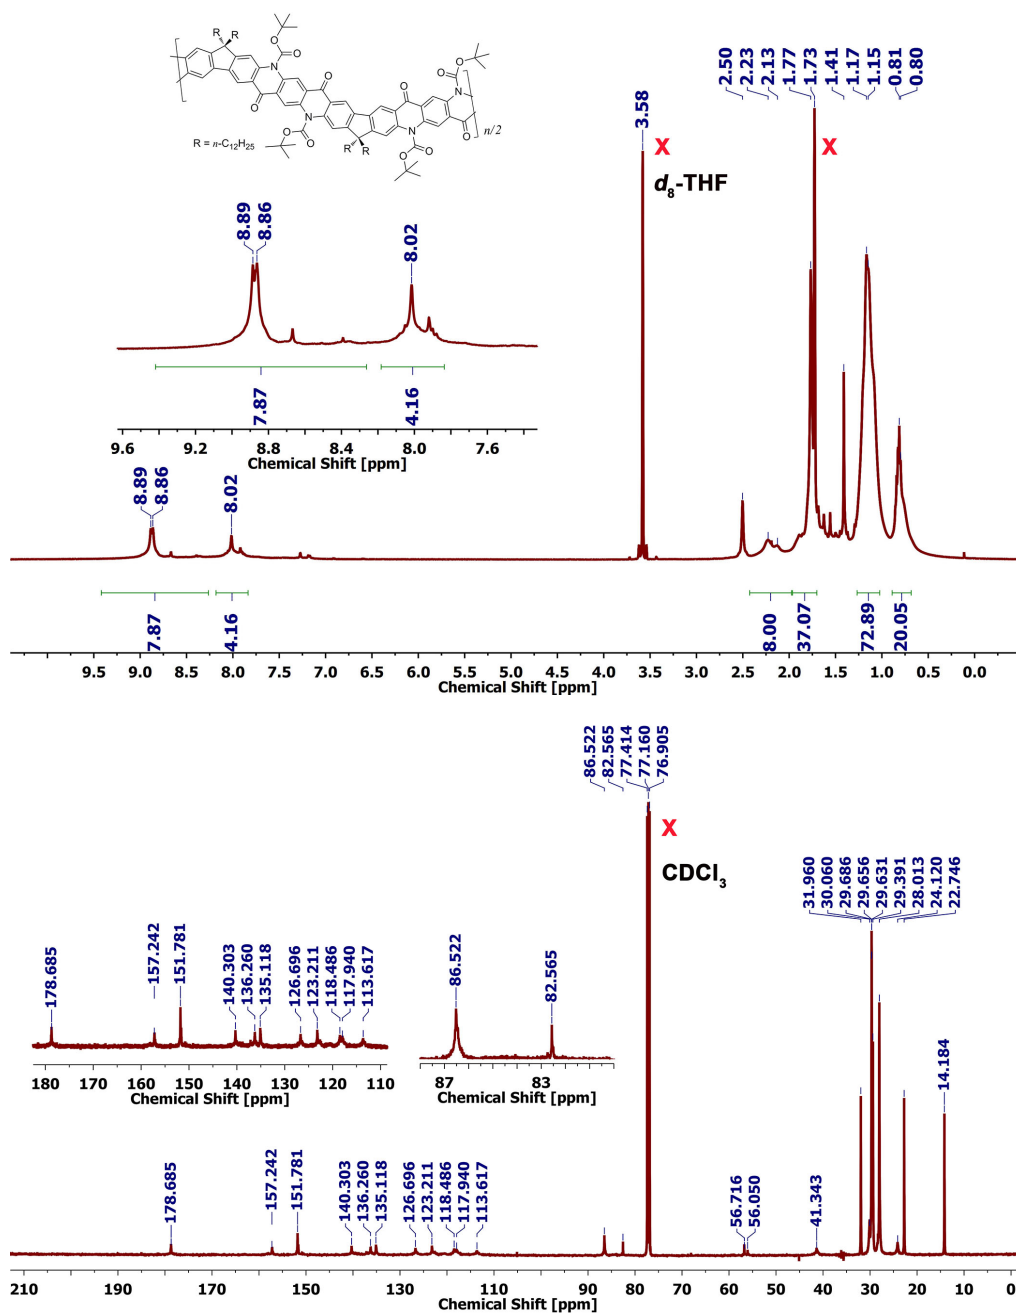 R R
O O
N
O
O
O O
N
O
O
N
O
O
N
O
R R
O
O
O
O
n/2
R = n-C12H25
2.50
2.23
2.13
1.77
1.73
1.41
1.17
1.15
0.81
0.80
3.58
X
X
d8-THF
8.89
8.86
8.02
7.87
4.16
9.6 9.2 8.8 8.4 8.0 7.6
Chemical Shift [ppm]
8.89
8.86
8.02
7.87
4.16
8.00
37.07
72.89
20.05
9.5 9.0 8.5 8.0 7.5 7.0 6.5 6.0 5.5 5.0 4.5 4.0 3.5 3.0 2.5 2.0 1.5 1.0 0.5 0.0
Chemical Shift [ppm]
86.522
82.565
77.414
77.160
76.905
X
CDCl3
31.960
30.060
29.686
29.656
29.631
29.391
28.013
24.120
22.746
178.685
157.242
151.781
140.303
136.260
135.118
126.696
123.211
118.486
117.940
113.617
180 170 160 150 140 130 120 110
Chemical Shift [ppm]
86.522
82.565
87 83
Chemical Shift [ppm]
14.184
178.685
157.242
151.781
140.303
136.260
135.118
126.696
123.211
118.486
117.940
113.617
56.716
56.050
41.343
210 200 190 180 170 160 150 140 130 120 110 100 90 80 70 60 50 40 30 20 10 0
Chemical Shift [ppm]